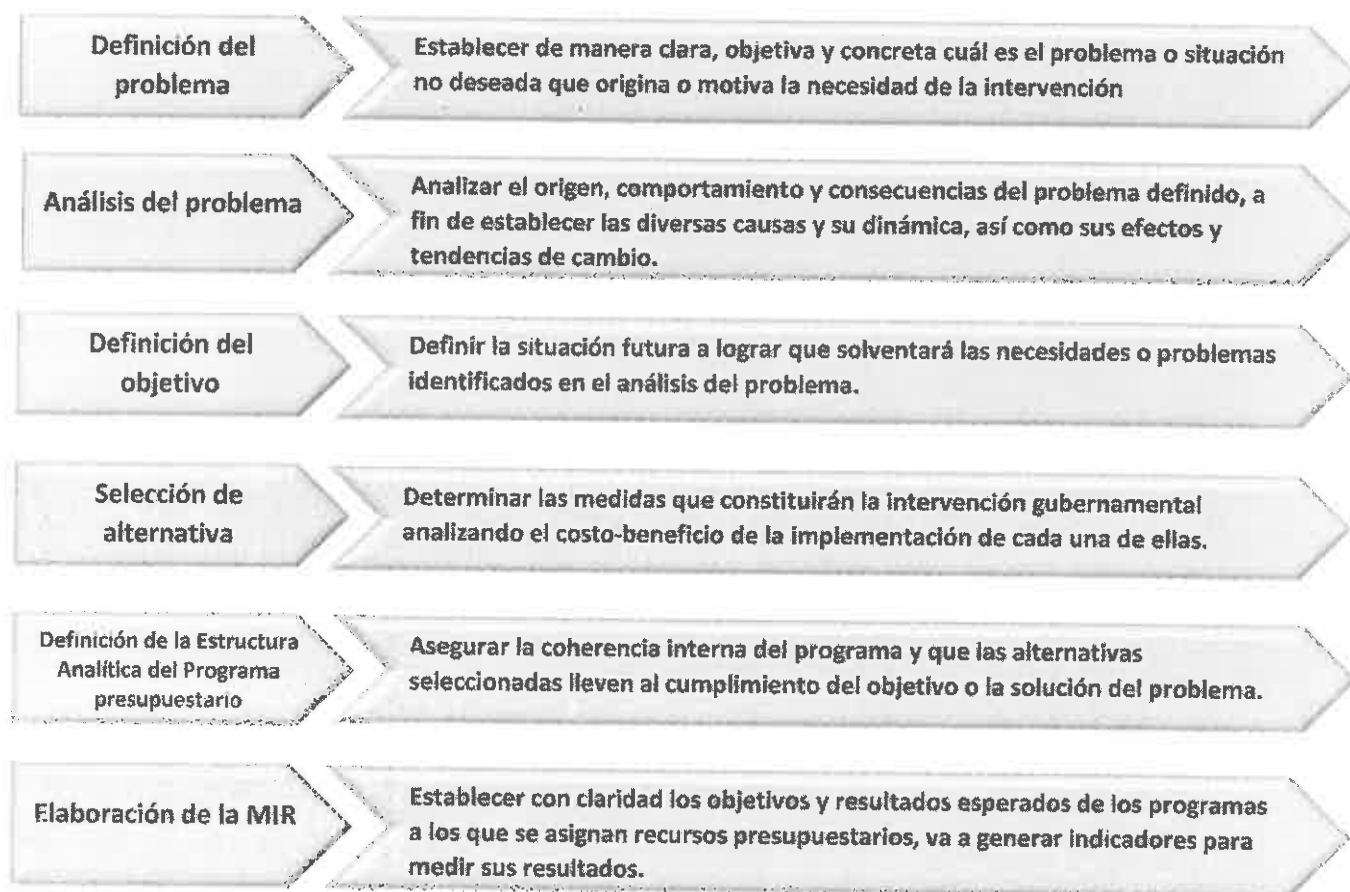 Definición del
problema
Establecer de manera clara, objetiva y concreta cuál es el problema o situación
no deseada que origina o motiva la necesidad de la intervención
Análisis del problema
Analizar el origen, comportamiento y consecuencias del problema definido, a
fin de establecer las diversas causas y su dinámica, así como sus efectos y
tendencias de cambio.
Definición del
objetivo
Definir la situación futura a lograr que solventará las necesidades o problemas
identificados en el análisis del problema.
Selección de
alternativa
Determinar las medidas que constituirán la intervención gubernamental
analizando el costo-beneficio de la implementación de cada una de ellas.
Definición de la Estructura
Analítica del Programa
presupuestario
Asegurar la coherencia interna del programa y que las alternativas
seleccionadas lleven al cumplimiento del objetivo o la solución del problema.
Elaboración de la MIR
Establecer con claridad los objetivos y resultados esperados de los programas
a los que se asignan recursos presupuestarios, va a generar indicadores para
medir sus resultados.